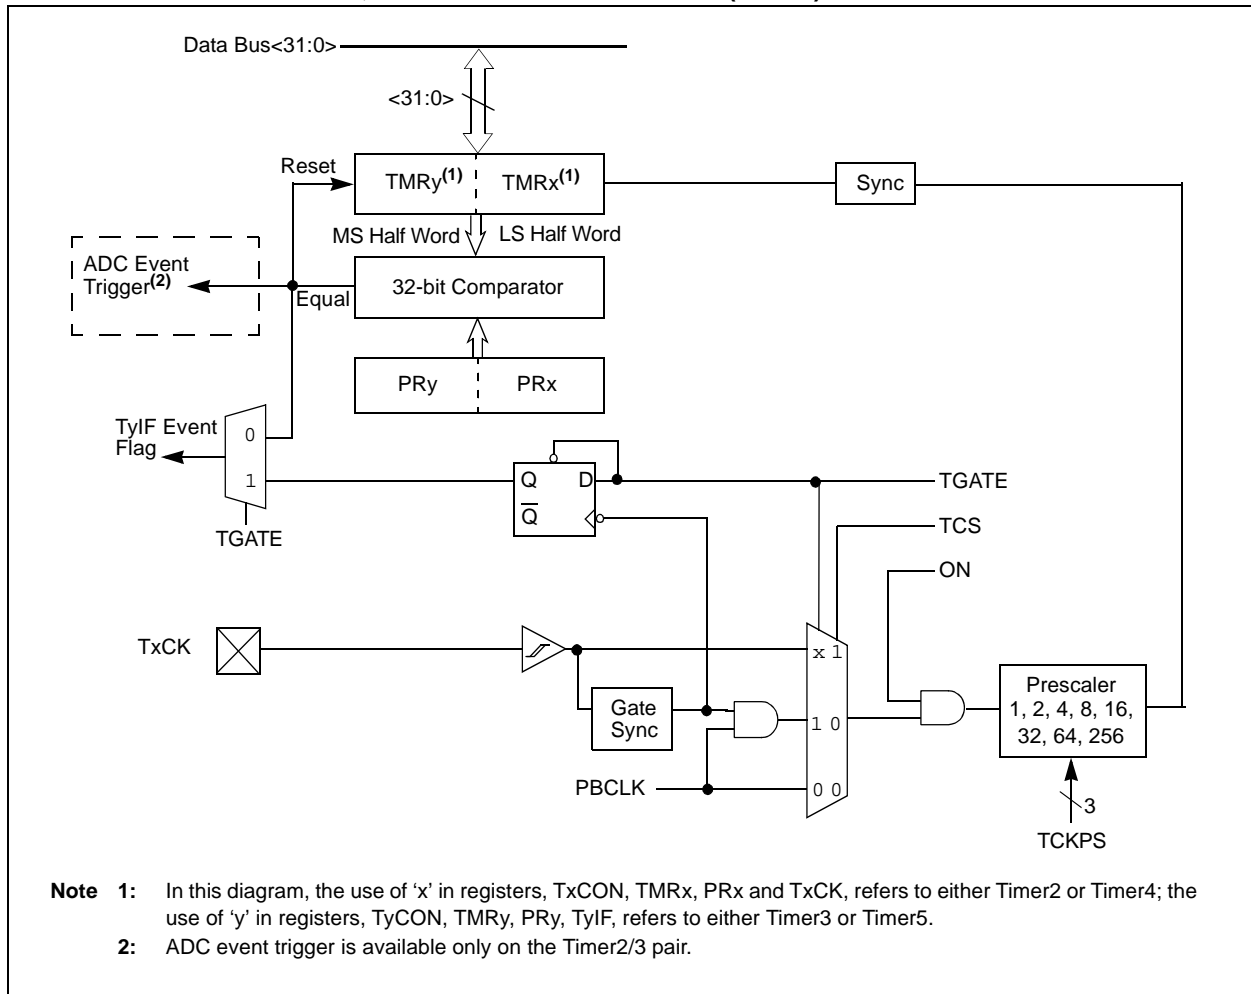 Data Bus<31:0>
<31:0>
Reset
TMRy(1) TMRx(1)
Sync
MS Half Word LS Half Word
ADC Event
Trigger(2)
Equal
32-bit Comparator
PRy PRx
TyIF Event
Flag
0
1
TGATE
Q D
Q
TGATE
TCS
ON
TxCK
x 1
Gate
Sync
1 0
Prescaler
1, 2, 4, 8, 16,
32, 64, 256
PBCLK
0 0
3
TCKPS
Note 1: In this diagram, the use of ‘x’ in registers, TxCON, TMRx, PRx and TxCK, refers to either Timer2 or Timer4; the
use of ‘y’ in registers, TyCON, TMRy, PRy, TyIF, refers to either Timer3 or Timer5.
2: ADC event trigger is available only on the Timer2/3 pair.